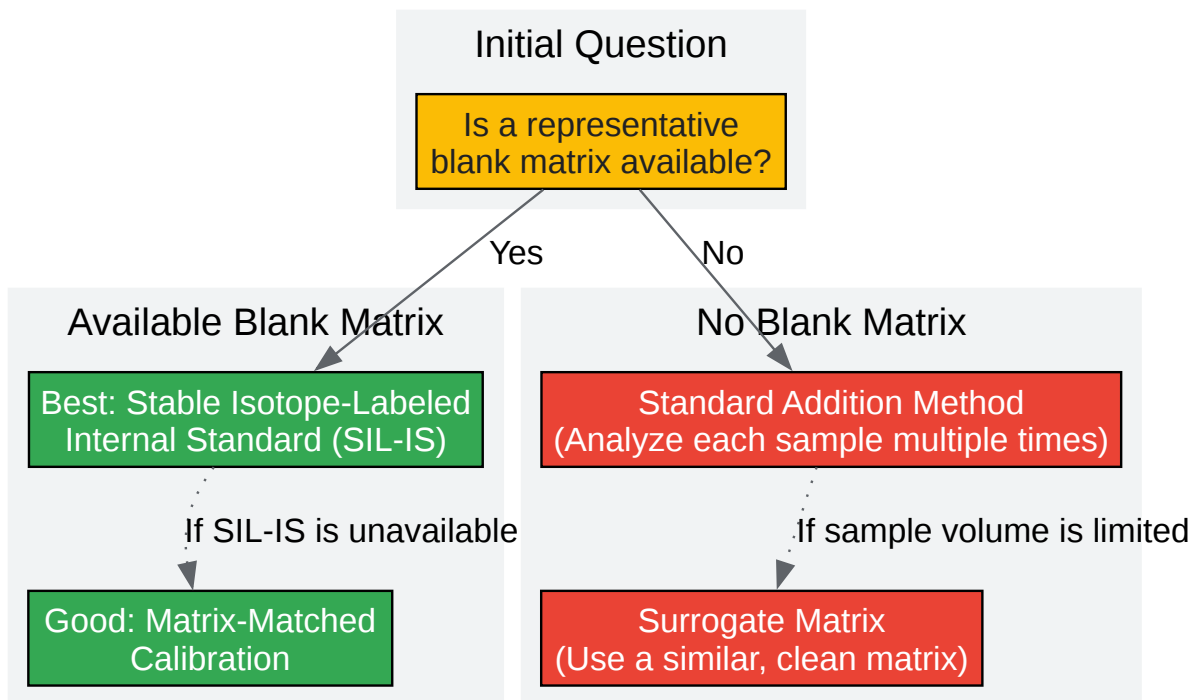 Initial Question
Is a representative
blank matrix available?
Yes
No
Available Blank Matrix
Best: Stable Isotope-Labeled
Internal Standard (SIL-IS)
If SIL-IS is unavailable
Good: Matrix-Matched
Calibration
No Blank Matrix
Standard Addition Method
(Analyze each sample multiple times)
If sample volume is limited
Surrogate Matrix
(Use a similar, clean matrix)